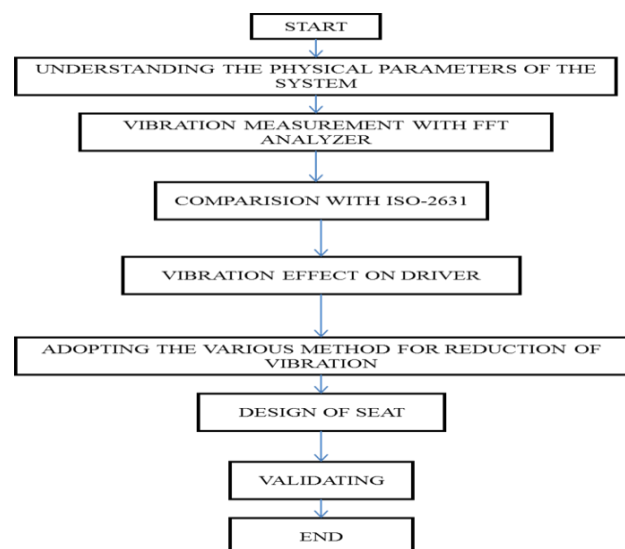 START
UNDERSTANDING THE PHYSICAL PARAMETERS OF THE
SYSTEM
VIBRATION MEASUREMENT WITH FFT
ANALYZER
COMPARISION WITH ISO-2631
VIBRATION EFFECT ON DRIVER
ADOPTING THE VARIOUS METHOD FOR REDUCTION OF
VIBRATION
DESIGN OF SEAT
VALIDATING
END